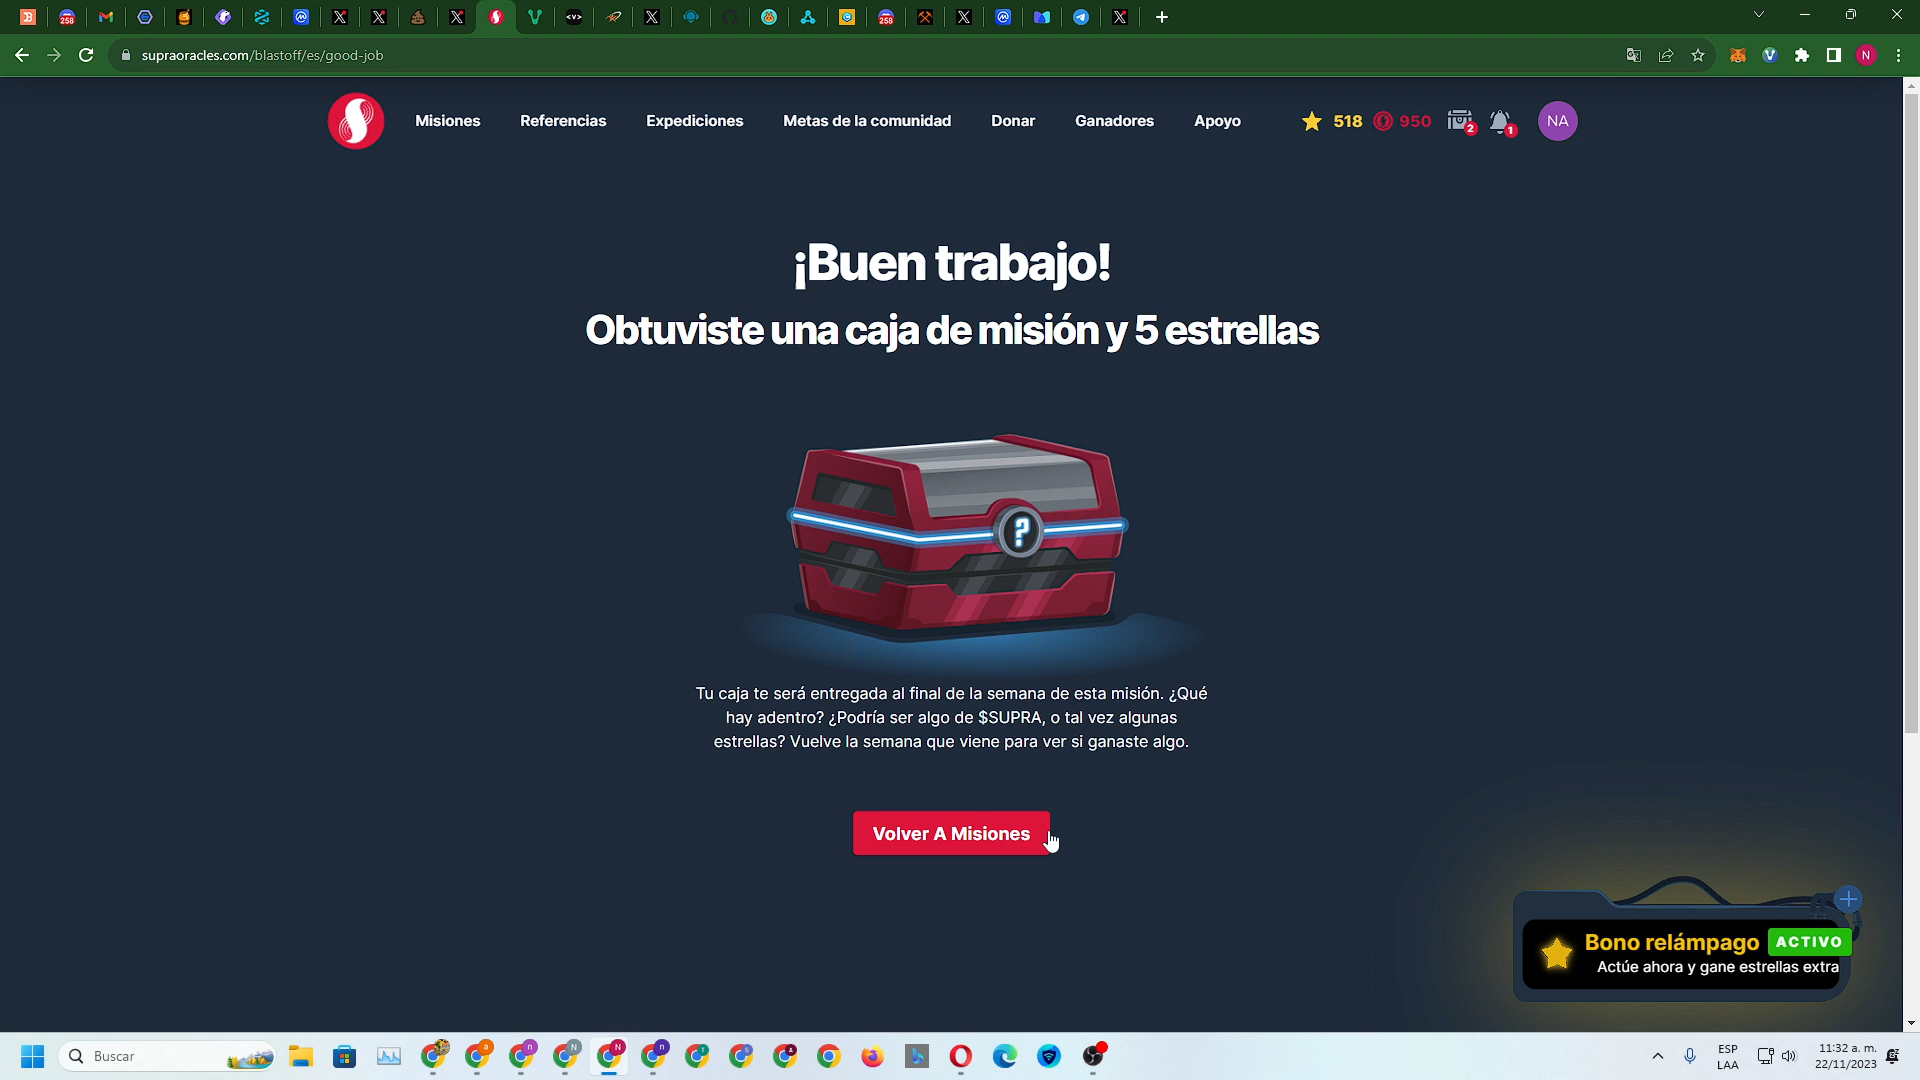 258
258
supraoracles.com/blastoff/es/good-job
N
Misiones
Referencias
Expediciones
Metas de la comunidad
Donar
Ganadores
Apoyo
518
950
2
1
NA
¡Buen trabajo!
Obtuviste una caja de misión y 5 estrellas
?
Tu caja te será entregada al final de la semana de esta misión. ¿Qué
hay adentro? ¿Podría ser algo de $SUPRA, o tal vez algunas
estrellas? Vuelve la semana que viene para ver si ganaste algo.
Volver A Misiones
Bono relámpago
ACTIVO
Actúe ahora y gane estrellas extra
Buscar
ESP
LAA
11:32 a. m.
22/11/2023